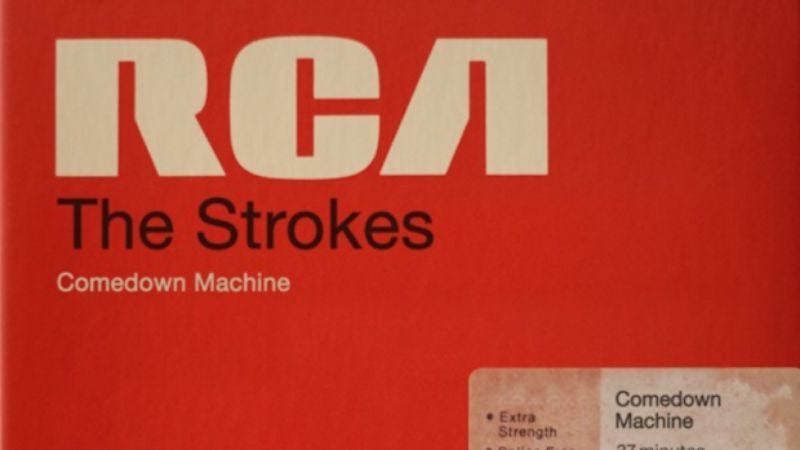 RCA
The Strokes
Comedown Machine
Comedown
Machine
• Extra
Strength